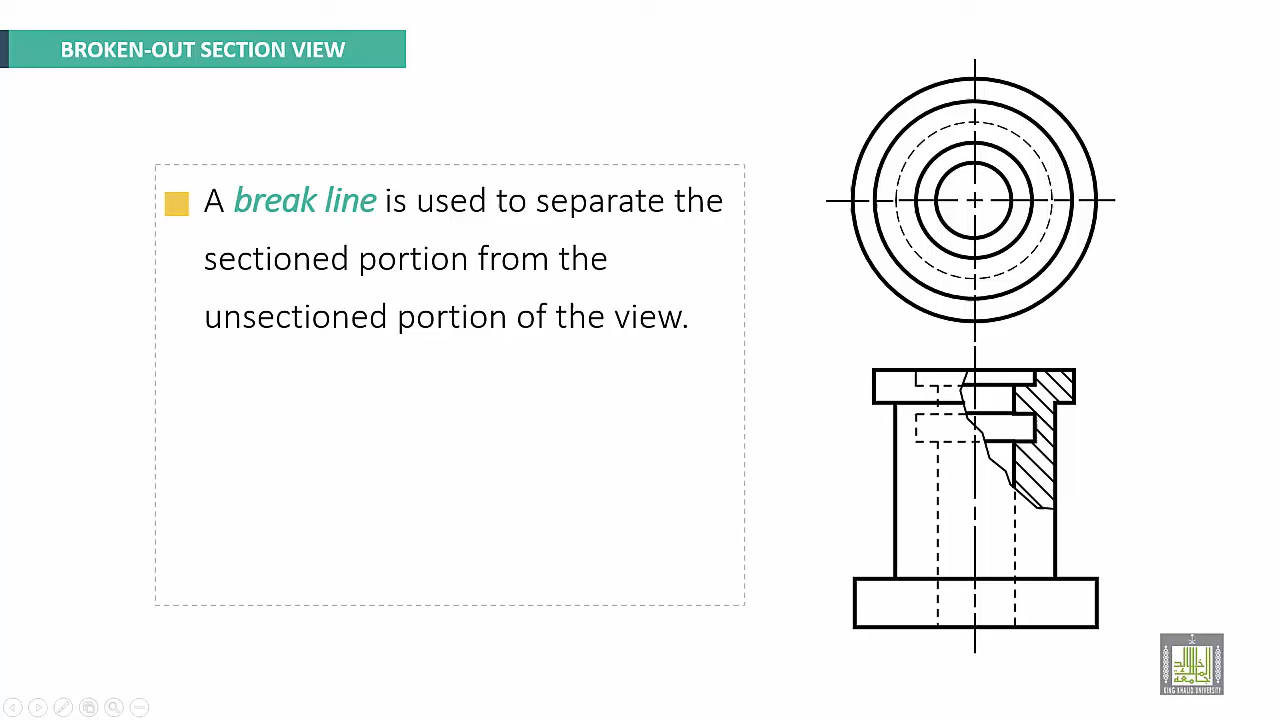 BROKEN-OUT SECTION VIEW
A break line is used to separate the
sectioned portion from the
unsectioned portion of the view.
KING KHALID UNIVERSITY